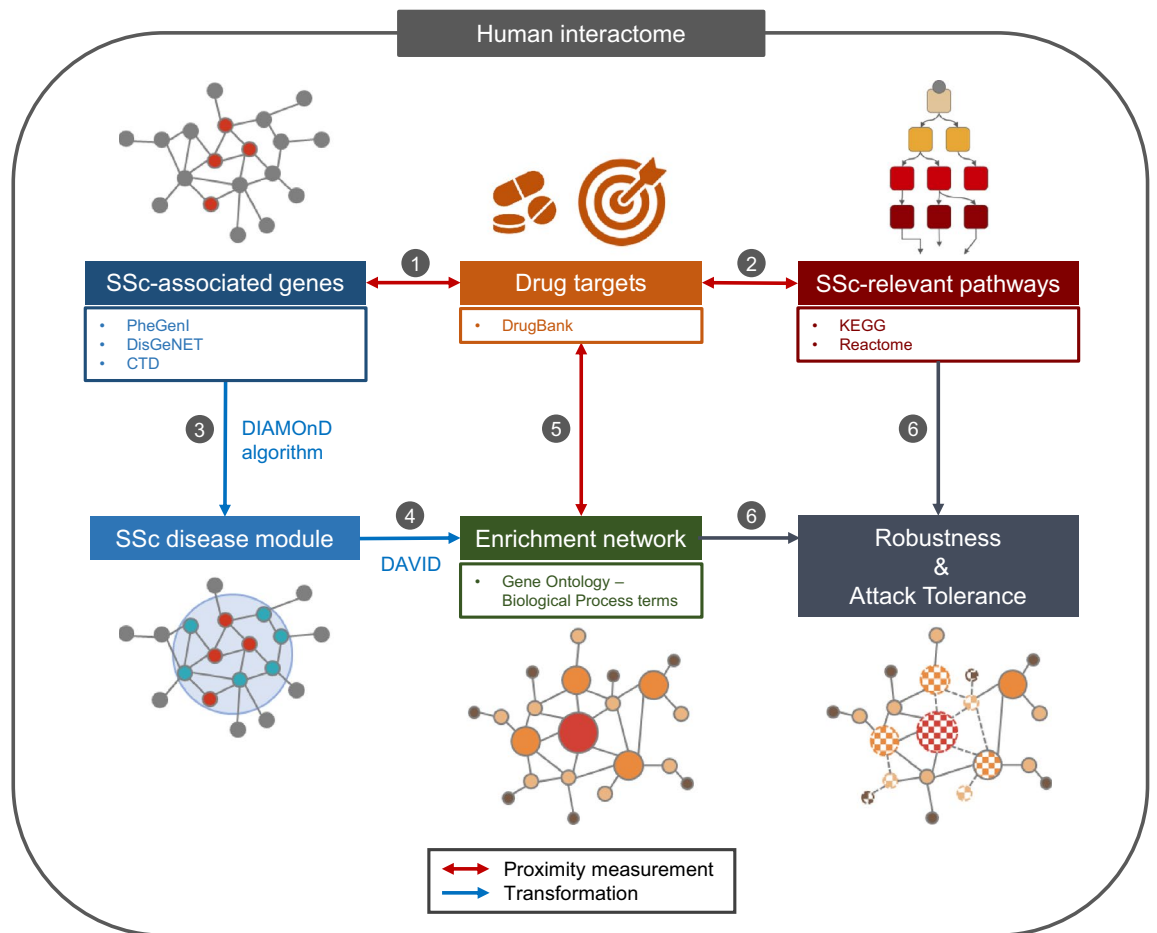 Human interactome
1
2
SSc-associated genes
Drug targets
SSc-relevant pathways
• PheGenI
• DisGeNET
• CTD
• DrugBank
• KEGG
• Reactome
3
DIAMOnD
algorithm
5
6
4
6
SSc disease module
DAVID
Enrichment network
• Gene Ontology –
Biological Process terms
Robustness
&
Attack Tolerance
Proximity measurement
Transformation